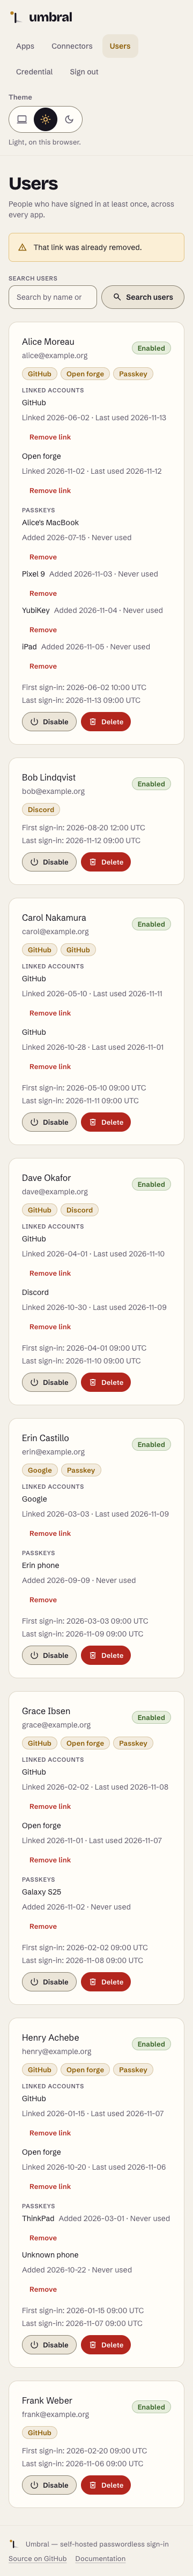 umbral
Apps Connectors Users
Credential Sign out
Theme
Light, on this browser.
Users
People who have signed in at least once, across
every app.
That link was already removed.
SEARCH USERS
Search by name or
Search users
Alice Moreau
Enabled
alice@example.org
GitHub Open forge Passkey
LINKED ACCOUNTS
GitHub
Linked 2026-06-02 · Last used 2026-11-13
Remove link
Open forge
Linked 2026-11-02 · Last used 2026-11-12
Remove link
PASSKEYS
Alice's MacBook
Added 2026-07-15 · Never used
Remove
Pixel 9 Added 2026-11-03 · Never used
Remove
YubiKey Added 2026-11-04 · Never used
Remove
iPad Added 2026-11-05 · Never used
Remove
First sign-in: 2026-06-02 10:00 UTC
Last sign-in: 2026-11-13 09:00 UTC
Disable Delete
Bob Lindqvist
Enabled
bob@example.org
Discord
First sign-in: 2026-08-20 12:00 UTC
Last sign-in: 2026-11-12 09:00 UTC
Disable Delete
Carol Nakamura
Enabled
carol@example.org
GitHub GitHub
LINKED ACCOUNTS
GitHub
Linked 2026-05-10 · Last used 2026-11-11
Remove link
GitHub
Linked 2026-10-28 · Last used 2026-11-01
Remove link
First sign-in: 2026-05-10 09:00 UTC
Last sign-in: 2026-11-11 09:00 UTC
Disable Delete
Dave Okafor
Enabled
dave@example.org
GitHub Discord
LINKED ACCOUNTS
GitHub
Linked 2026-04-01 · Last used 2026-11-10
Remove link
Discord
Linked 2026-10-30 · Last used 2026-11-09
Remove link
First sign-in: 2026-04-01 09:00 UTC
Last sign-in: 2026-11-10 09:00 UTC
Disable Delete
Erin Castillo
Enabled
erin@example.org
Google Passkey
LINKED ACCOUNTS
Google
Linked 2026-03-03 · Last used 2026-11-09
Remove link
PASSKEYS
Erin phone
Added 2026-09-09 · Never used
Remove
First sign-in: 2026-03-03 09:00 UTC
Last sign-in: 2026-11-09 09:00 UTC
Disable Delete
Grace Ibsen
Enabled
grace@example.org
GitHub Open forge Passkey
LINKED ACCOUNTS
GitHub
Linked 2026-02-02 · Last used 2026-11-08
Remove link
Open forge
Linked 2026-11-01 · Last used 2026-11-07
Remove link
PASSKEYS
Galaxy S25
Added 2026-11-02 · Never used
Remove
First sign-in: 2026-02-02 09:00 UTC
Last sign-in: 2026-11-08 09:00 UTC
Disable Delete
Henry Achebe
Enabled
henry@example.org
GitHub Open forge Passkey
LINKED ACCOUNTS
GitHub
Linked 2026-01-15 · Last used 2026-11-07
Remove link
Open forge
Linked 2026-10-20 · Last used 2026-11-06
Remove link
PASSKEYS
ThinkPad Added 2026-03-01 · Never used
Remove
Unknown phone
Added 2026-10-22 · Never used
Remove
First sign-in: 2026-01-15 09:00 UTC
Last sign-in: 2026-11-07 09:00 UTC
Disable Delete
Frank Weber
Enabled
frank@example.org
GitHub
First sign-in: 2026-02-20 09:00 UTC
Last sign-in: 2026-11-06 09:00 UTC
Disable Delete
Umbral — self-hosted passwordless sign-in
Source on GitHub Documentation